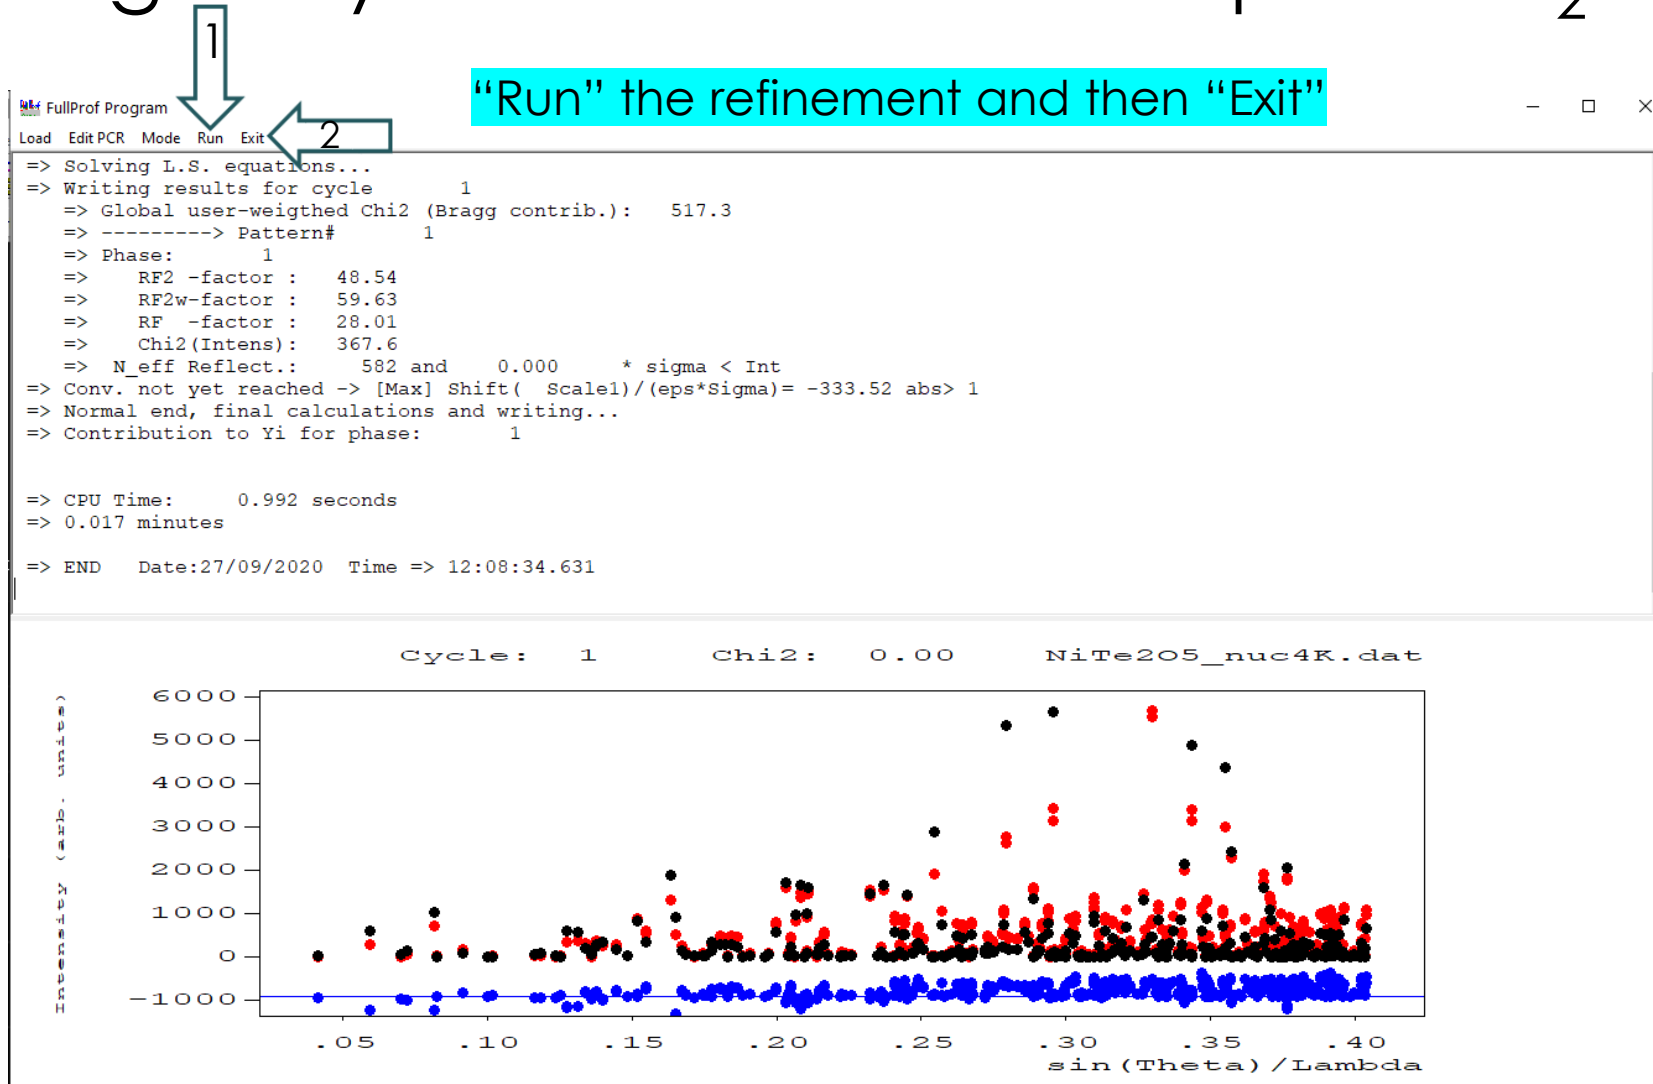 2
1
“Run” the refinement and then “Exit”
FullProf Program
Load Edit PCR Mode Run Exit
2
=> Solving L.S. equations...
=> Writing results for cycle 1
=> Global user-weigthed Chi2 (Bragg contrib.): 517.3
=> ---------> Pattern# 1
=> Phase: 1
=> RF2 -factor : 48.54
=> RF2w-factor : 59.63
=> RF -factor : 28.01
=> Chi2(Intens): 367.6
=> N_eff Reflect.: 582 and 0.000 * sigma < Int
=> Conv. not yet reached -> [Max] Shift( Scale1)/(eps*Sigma)= -333.52 abs> 1
=> Normal end, final calculations and writing...
=> Contribution to Yi for phase: 1
=> CPU Time: 0.992 seconds
=> 0.017 minutes
=> END Date:27/09/2020 Time => 12:08:34.631
Cycle: 1 Chi2: 0.00 NiTe2O5_nuc4K.dat
Intensity (arb. units)
6000
5000
4000
3000
2000
1000
0
-1000
.05 .10 .15 .20 .25 .30 .35 .40
sin(Theta)/Lambda